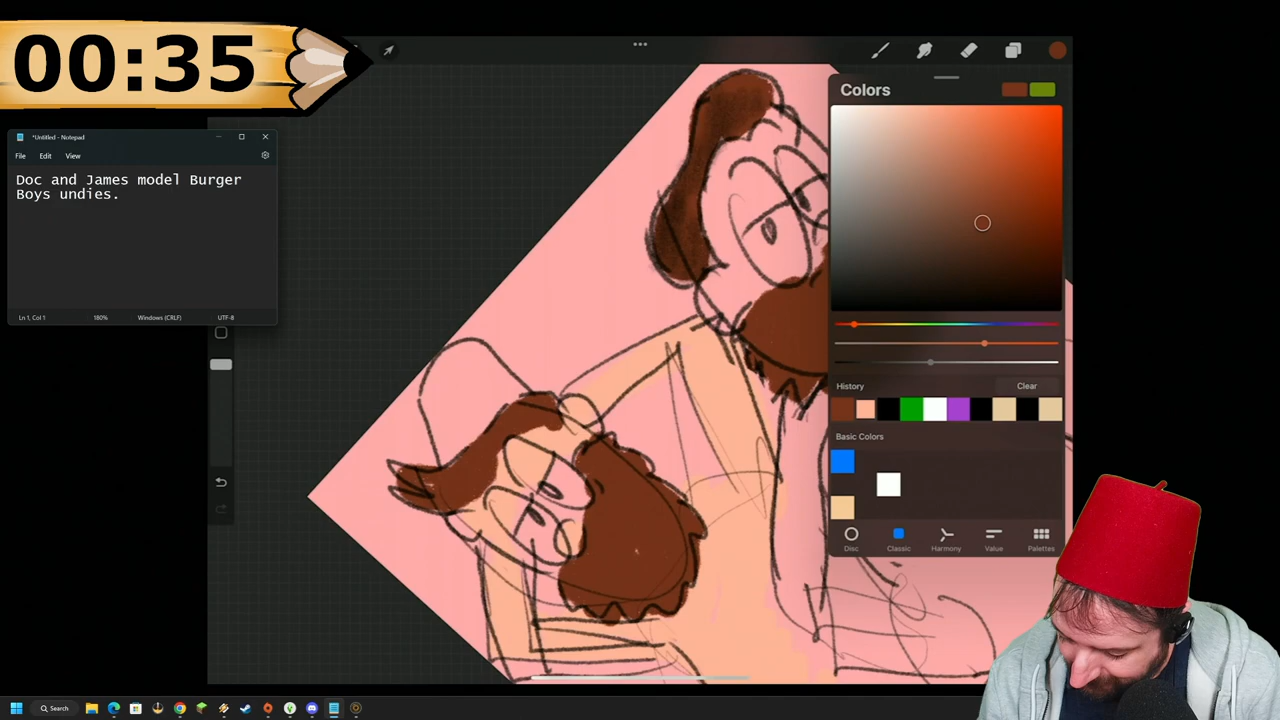 00:35
*Untitled - Notepad
File Edit View
Doc and James model Burger
Boys undies.
Ln 1, Col 1 180% Windows (CRLF) UTF-8
Colors
History Clear
Basic Colors
Disc Classic Harmony Value Palettes
Search